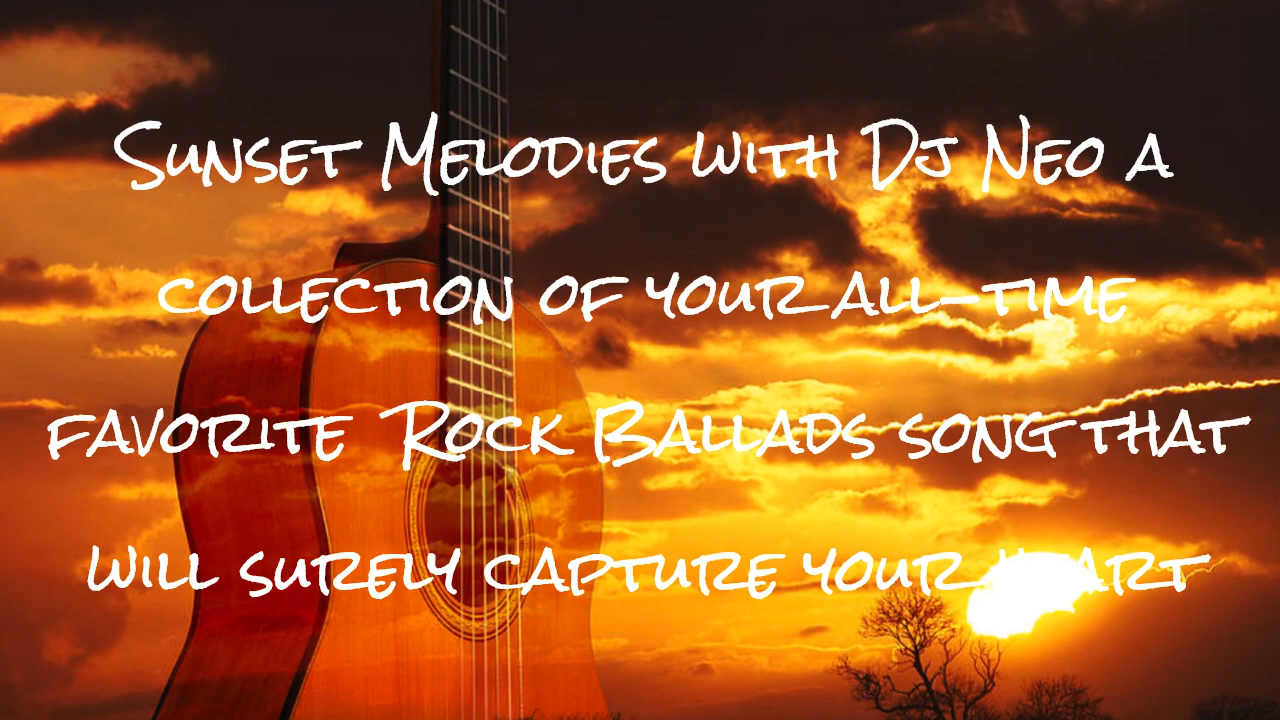 Sunset Melodies with Dj Neo a
collection of your all-time
favorite Rock Ballads song that
will surely capture your heart